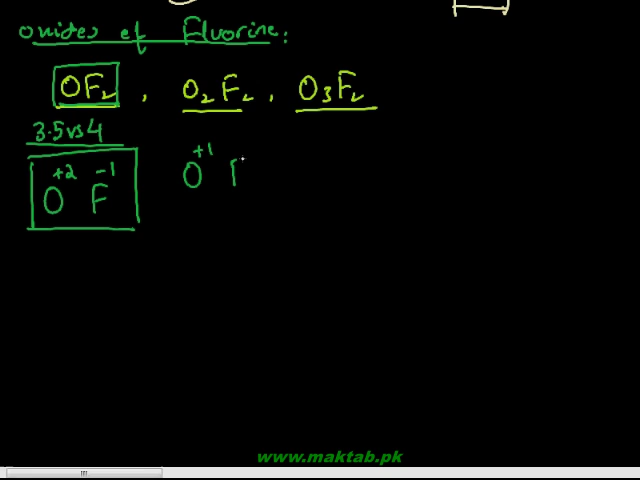 oxides of Fluorine:
OF₂, O₂F₂, O₃F₂
3.5 vs 4
O⁺² F⁻¹ O⁺¹
www.maktab.pk